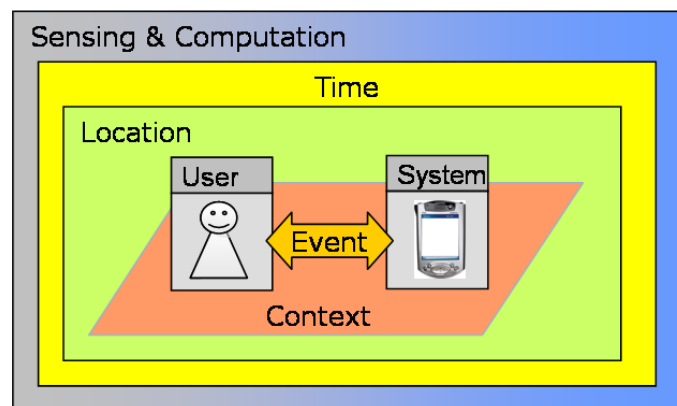 Sensing & Computation
Time
Location
User
System
Event
Context